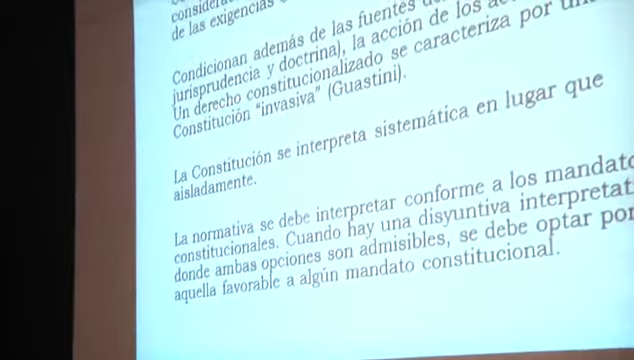 de las exigencias
Condicionan además de las fuentes
jurisprudencia y doctrina), la acción de los
Un derecho constitucionalizado se caracteriza por
Constitución “invasiva” (Guastini).
La Constitución se interpreta sistemática en lugar que
aisladamente.
La normativa se debe interpretar conforme a los
constitucionales. Cuando hay una disyuntiva
donde ambas opciones son admisibles, se debe optar por
aquella favorable a algún mandato constitucional.